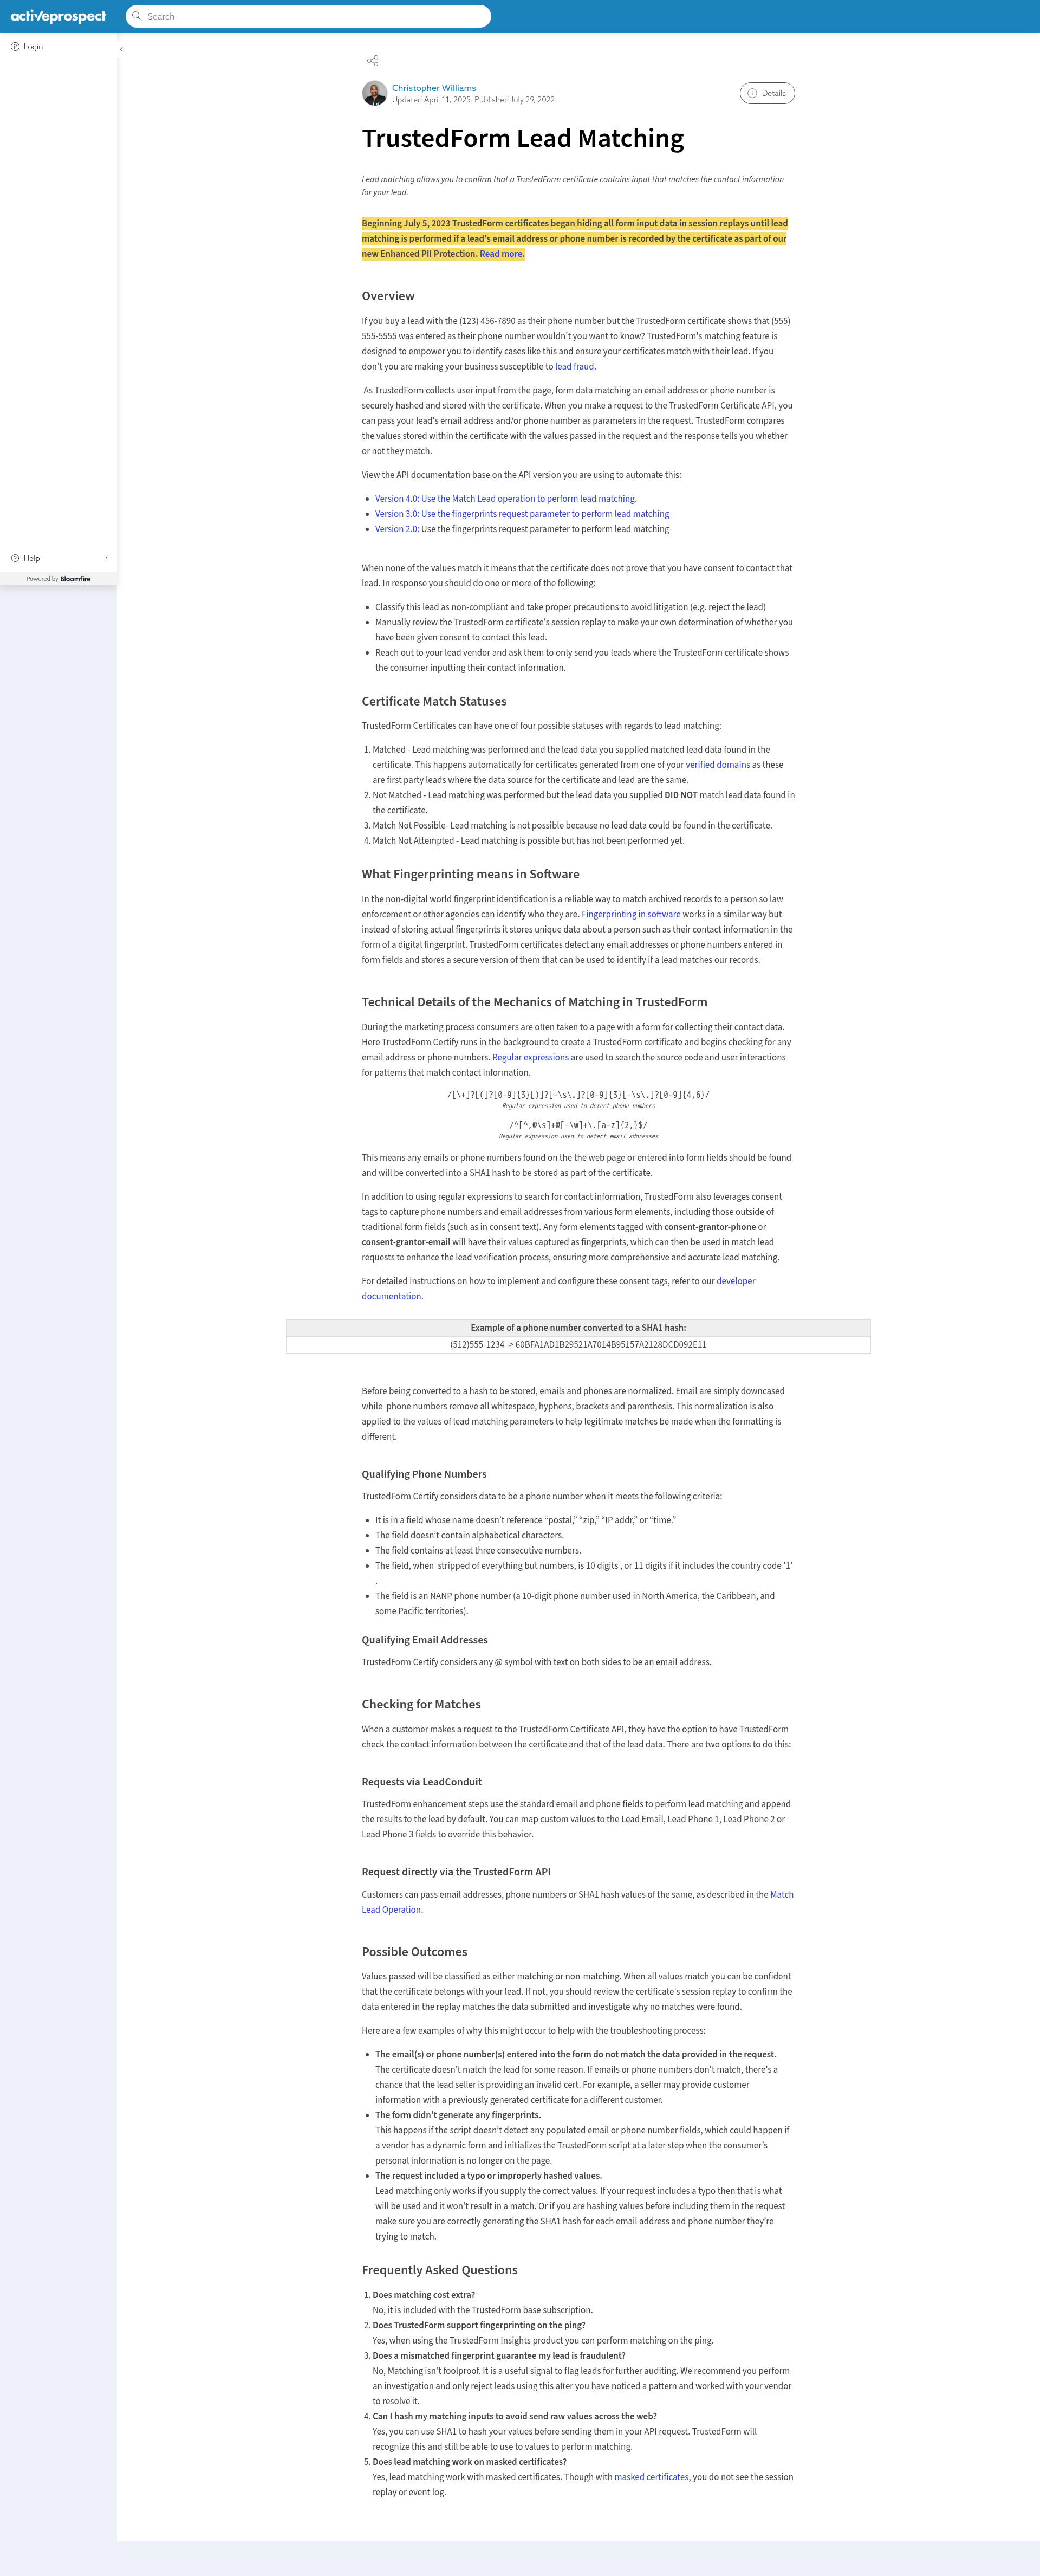 activeprospect
Search
Login
Christopher Williams
Updated April 11, 2025. Published July 29, 2022.
Details
TrustedForm Lead Matching
Lead matching allows you to confirm that a TrustedForm certificate contains input that matches the contact information
for your lead.
Beginning July 5, 2023 TrustedForm certificates began hiding all form input data in session replays until lead
matching is performed if a lead's email address or phone number is recorded by the certificate as part of our
new Enhanced PII Protection. Read more.
Overview
If you buy a lead with the (123) 456-7890 as their phone number but the TrustedForm certificate shows that (555)
555-5555 was entered as their phone number wouldn't you want to know? TrustedForm's matching feature is
designed to empower you to identify cases like this and ensure your certificates match with their lead. If you
don't you are making your business susceptible to lead fraud.
As TrustedForm collects user input from the page, form data matching an email address or phone number is
securely hashed and stored with the certificate. When you make a request to the TrustedForm Certificate API, you
can pass your lead's email address and/or phone number as parameters in the request. TrustedForm compares
the values stored within the certificate with the values passed in the request and the response tells you whether
or not they match.
View the API documentation base on the API version you are using to automate this:
• Version 4.0: Use the Match Lead operation to perform lead matching.
• Version 3.0: Use the fingerprints request parameter to perform lead matching
• Version 2.0: Use the fingerprints request parameter to perform lead matching
Help
Powered by Bloomfire
When none of the values match it means that the certificate does not prove that you have consent to contact that
lead. In response you should do one or more of the following:
• Classify this lead as non-compliant and take proper precautions to avoid litigation (e.g. reject the lead)
• Manually review the TrustedForm certificate's session replay to make your own determination of whether you
have been given consent to contact this lead.
• Reach out to your lead vendor and ask them to only send you leads where the TrustedForm certificate shows
the consumer inputting their contact information.
Certificate Match Statuses
TrustedForm Certificates can have one of four possible statuses with regards to lead matching:
1. Matched - Lead matching was performed and the lead data you supplied matched lead data found in the
certificate. This happens automatically for certificates generated from one of your verified domains as these
are first party leads where the data source for the certificate and lead are the same.
2. Not Matched - Lead matching was performed but the lead data you supplied DID NOT match lead data found in
the certificate.
3. Match Not Possible- Lead matching is not possible because no lead data could be found in the certificate.
4. Match Not Attempted - Lead matching is possible but has not been performed yet.
What Fingerprinting means in Software
In the non-digital world fingerprint identification is a reliable way to match archived records to a person so law
enforcement or other agencies can identify who they are. Fingerprinting in software works in a similar way but
instead of storing actual fingerprints it stores unique data about a person such as their contact information in the
form of a digital fingerprint. TrustedForm certificates detect any email addresses or phone numbers entered in
form fields and stores a secure version of them that can be used to identify if a lead matches our records.
Technical Details of the Mechanics of Matching in TrustedForm
During the marketing process consumers are often taken to a page with a form for collecting their contact data.
Here TrustedForm Certify runs in the background to create a TrustedForm certificate and begins checking for any
email address or phone numbers. Regular expressions are used to search the source code and user interactions
for patterns that match contact information.
/[\+]?[(]?[0-9]{3}[)]?[-\s\.]?[0-9]{3}[-\s\.]?[0-9]{4,6}/
Regular expression used to detect phone numbers
/^[^,@\s]+@[-\w]+\.[a-z]{2,}$/
Regular expression used to detect email addresses
This means any emails or phone numbers found on the the web page or entered into form fields should be found
and will be converted into a SHA1 hash to be stored as part of the certificate.
In addition to using regular expressions to search for contact information, TrustedForm also leverages consent
tags to capture phone numbers and email addresses from various form elements, including those outside of
traditional form fields (such as in consent text). Any form elements tagged with consent-grantor-phone or
consent-grantor-email will have their values captured as fingerprints, which can then be used in match lead
requests to enhance the lead verification process, ensuring more comprehensive and accurate lead matching.
For detailed instructions on how to implement and configure these consent tags, refer to our developer
documentation.
Example of a phone number converted to a SHA1 hash:
(512)555-1234 -> 60BFA1AD1B29521A7014B95157A2128DCD092E11
Before being converted to a hash to be stored, emails and phones are normalized. Email are simply downcased
while phone numbers remove all whitespace, hyphens, brackets and parenthesis. This normalization is also
applied to the values of lead matching parameters to help legitimate matches be made when the formatting is
different.
Qualifying Phone Numbers
TrustedForm Certify considers data to be a phone number when it meets the following criteria:
• It is in a field whose name doesn't reference “postal,” “zip,” “IP addr,” or “time.”
• The field doesn't contain alphabetical characters.
• The field contains at least three consecutive numbers.
• The field, when stripped of everything but numbers, is 10 digits , or 11 digits if it includes the country code '1'
.
• The field is an NANP phone number (a 10-digit phone number used in North America, the Caribbean, and
some Pacific territories).
Qualifying Email Addresses
TrustedForm Certify considers any @ symbol with text on both sides to be an email address.
Checking for Matches
When a customer makes a request to the TrustedForm Certificate API, they have the option to have TrustedForm
check the contact information between the certificate and that of the lead data. There are two options to do this:
Requests via LeadConduit
TrustedForm enhancement steps use the standard email and phone fields to perform lead matching and append
the results to the lead by default. You can map custom values to the Lead Email, Lead Phone 1, Lead Phone 2 or
Lead Phone 3 fields to override this behavior.
Request directly via the TrustedForm API
Customers can pass email addresses, phone numbers or SHA1 hash values of the same, as described in the Match
Lead Operation.
Possible Outcomes
Values passed will be classified as either matching or non-matching. When all values match you can be confident
that the certificate belongs with your lead. If not, you should review the certificate's session replay to confirm the
data entered in the replay matches the data submitted and investigate why no matches were found.
Here are a few examples of why this might occur to help with the troubleshooting process:
• The email(s) or phone number(s) entered into the form do not match the data provided in the request.
The certificate doesn't match the lead for some reason. If emails or phone numbers don't match, there's a
chance that the lead seller is providing an invalid cert. For example, a seller may provide customer
information with a previously generated certificate for a different customer.
• The form didn't generate any fingerprints.
This happens if the script doesn't detect any populated email or phone number fields, which could happen if
a vendor has a dynamic form and initializes the TrustedForm script at a later step when the consumer's
personal information is no longer on the page.
• The request included a typo or improperly hashed values.
Lead matching only works if you supply the correct values. If your request includes a typo then that is what
will be used and it won't result in a match. Or if you are hashing values before including them in the request
make sure you are correctly generating the SHA1 hash for each email address and phone number they're
trying to match.
Frequently Asked Questions
1. Does matching cost extra?
No, it is included with the TrustedForm base subscription.
2. Does TrustedForm support fingerprinting on the ping?
Yes, when using the TrustedForm Insights product you can perform matching on the ping.
3. Does a mismatched fingerprint guarantee my lead is fraudulent?
No, Matching isn't foolproof. It is a useful signal to flag leads for further auditing. We recommend you perform
an investigation and only reject leads using this after you have noticed a pattern and worked with your vendor
to resolve it.
4. Can I hash my matching inputs to avoid send raw values across the web?
Yes, you can use SHA1 to hash your values before sending them in your API request. TrustedForm will
recognize this and still be able to use to values to perform matching.
5. Does lead matching work on masked certificates?
Yes, lead matching work with masked certificates. Though with masked certificates, you do not see the session
replay or event log.